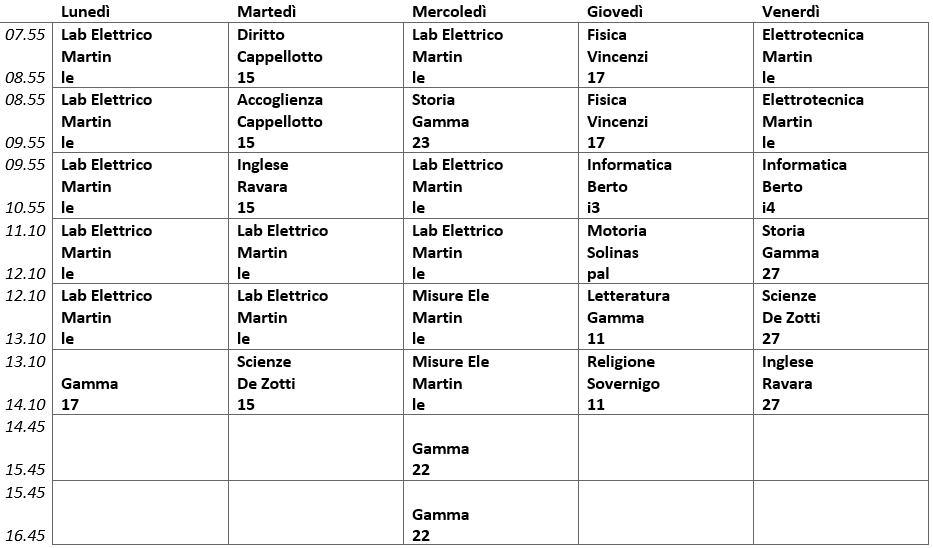 Lunedì Martedì Mercoledì Giovedì Venerdì
07.55 Lab Elettrico Diritto Lab Elettrico Fisica Elettrotecnica
Martin Cappellotto Martin Vincenzi Martin
08.55 le 15 le 17 le
08.55 Lab Elettrico Accoglienza Storia Fisica Elettrotecnica
Martin Cappellotto Gamma Vincenzi Martin
09.55 le 15 23 17 le
09.55 Lab Elettrico Inglese Lab Elettrico Informatica Informatica
Martin Ravara Martin Berto Berto
10.55 le 15 le i3 i4
11.10 Lab Elettrico Lab Elettrico Lab Elettrico Motoria Storia
Martin Martin Martin Solinas Gamma
12.10 le le le pal 27
12.10 Lab Elettrico Lab Elettrico Misure Ele Letteratura Scienze
Martin Martin Martin Gamma De Zotti
13.10 le le le 11 27
13.10 Scienze Misure Ele Religione Inglese
Gamma De Zotti Martin Sovernigo Ravara
14.10 17 15 le 11 27
14.45
Gamma
15.45 22
15.45
Gamma
16.45 22